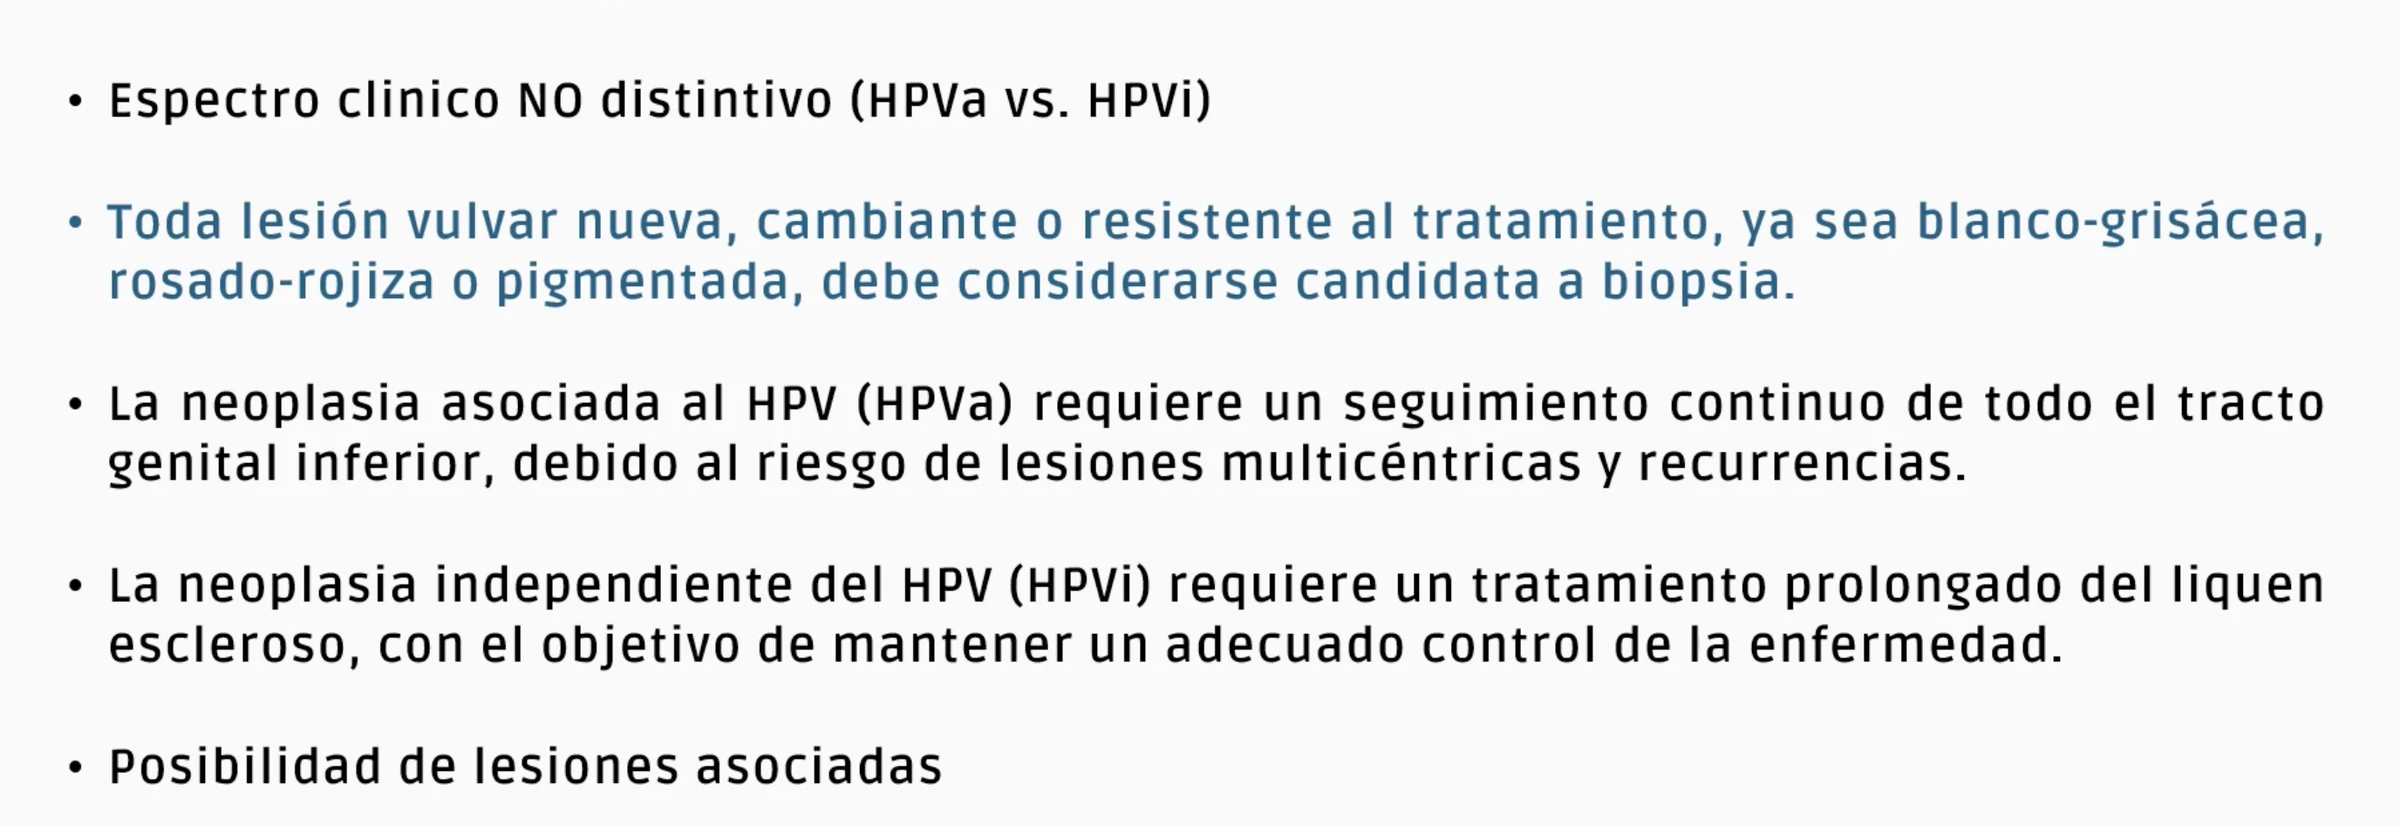 • Espectro clinico NO distintivo (HPVa vs. HPVi)
• Toda lesión vulvar nueva, cambiante o resistente al tratamiento, ya sea blanco-grisácea,
rosado-rojiza o pigmentada, debe considerarse candidata a biopsia.
• La neoplasia asociada al HPV (HPVa) requiere un seguimiento continuo de todo el tracto
genital inferior, debido al riesgo de lesiones multicéntricas y recurrencias.
• La neoplasia independiente del HPV (HPVi) requiere un tratamiento prolongado del liquen
escleroso, con el objetivo de mantener un adecuado control de la enfermedad.
• Posibilidad de lesiones asociadas